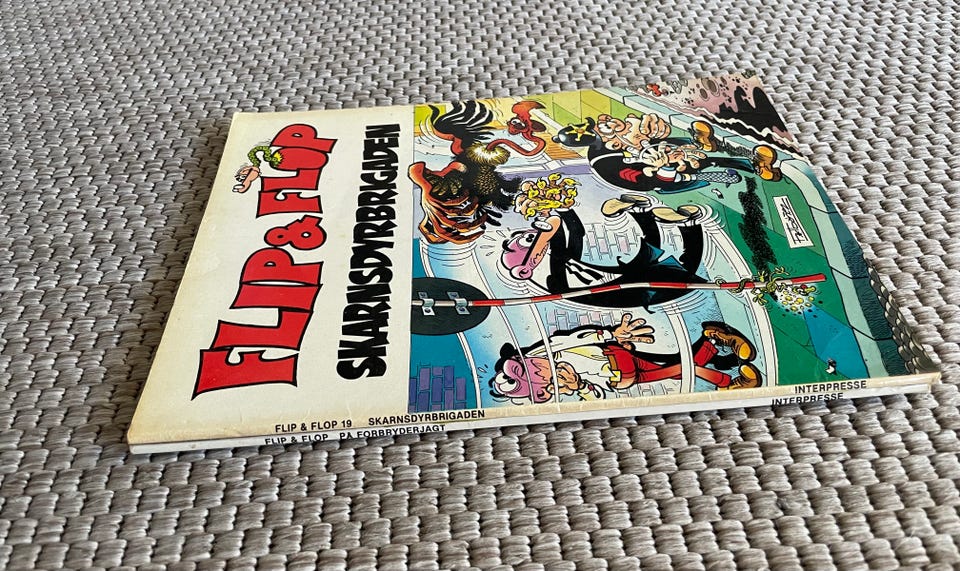 FLIP & FLOP
SKARNSDYRBRIGADEN
FLIP & FLOP 19 SKARNSDYRBRIGADEN INTERPRESSE
FLIP & FLOP PÅ FORBRYDERJAGT INTERPRESSE